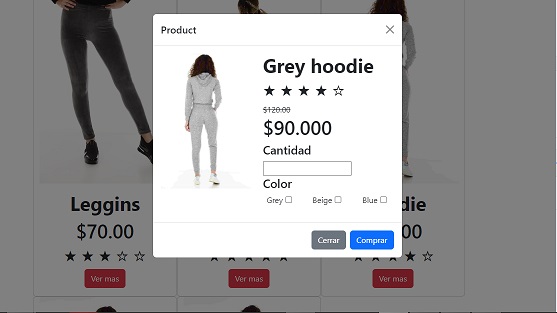 Product
Grey hoodie
$120.00
$90.000
Cantidad
Color
Grey Beige Blue
Cerrar Comprar
Leggins
$70.00
Ver mas
Ver mas
die
00
Ver mas